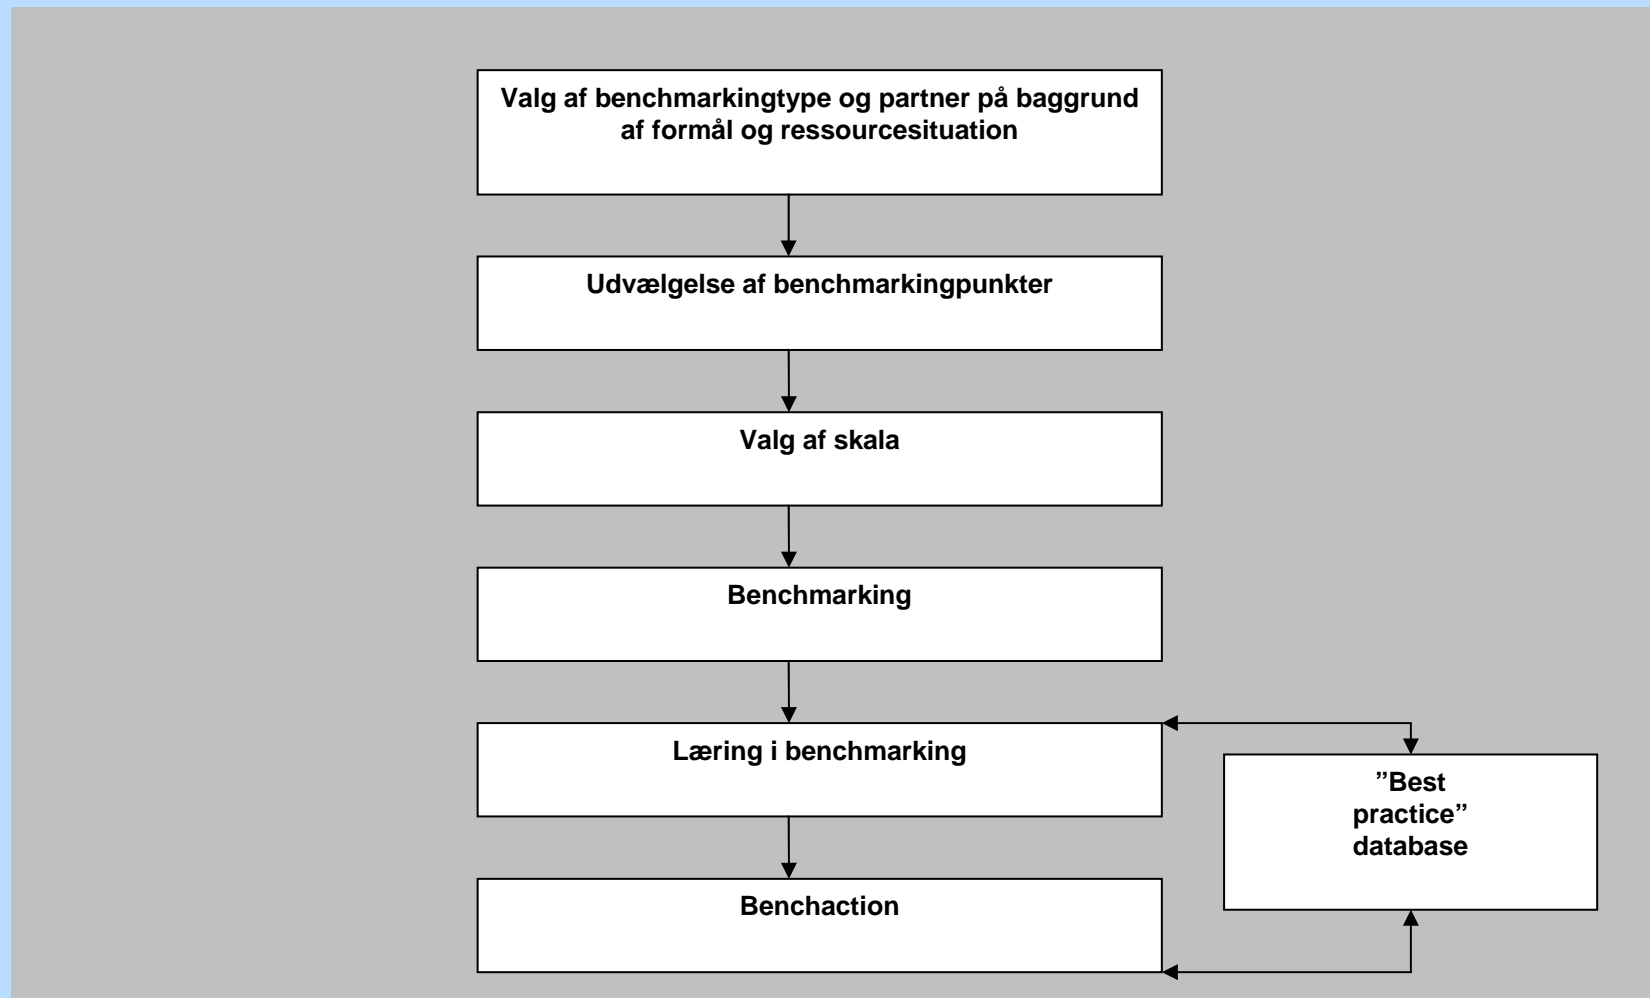 Valg af benchmarkingtype og partner på baggrund
af formål og ressourcesituation
Udvælgelse af benchmarkingpunkter
Valg af skala
Benchmarking
Læring i benchmarking
”Best
practice”
database
Benchaction